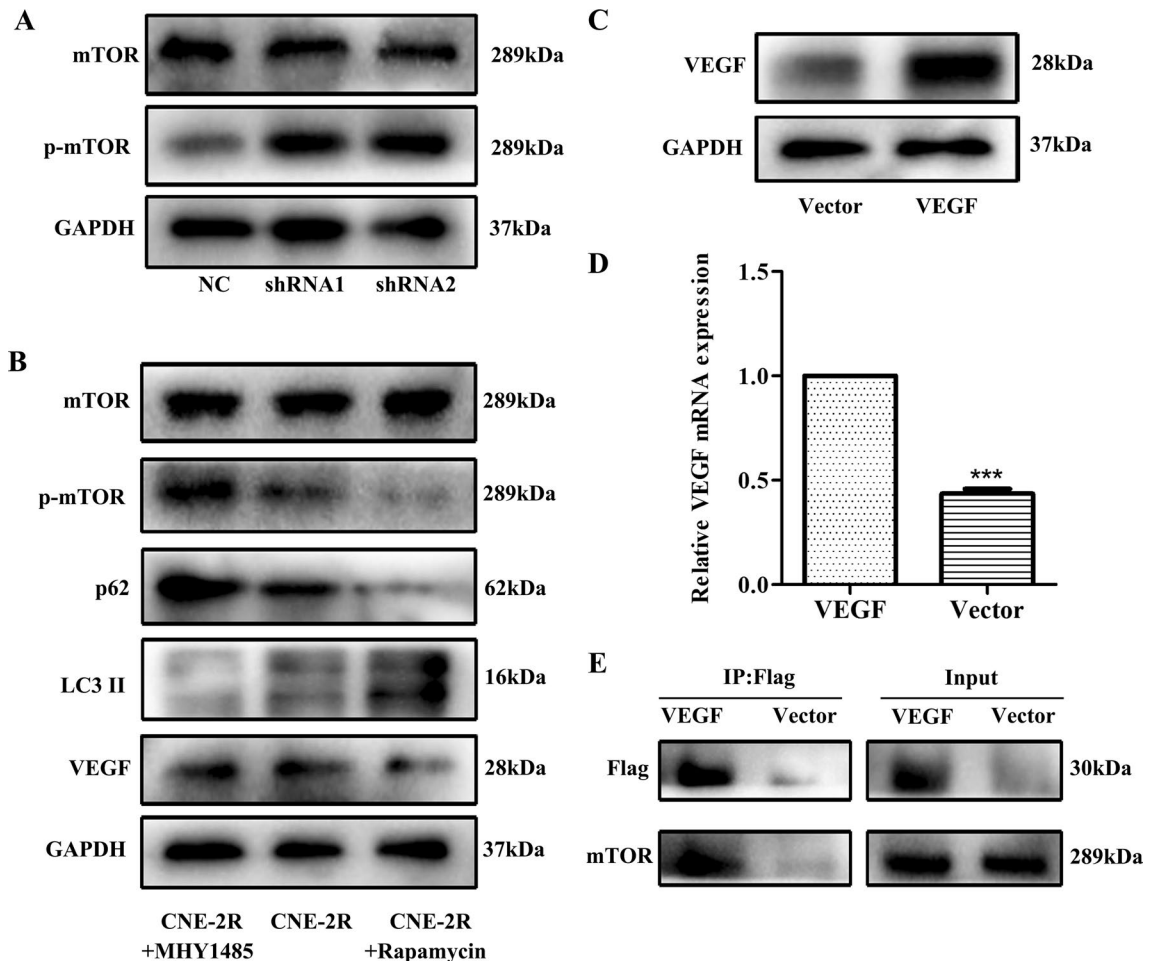 A
mTOR 289kDa
p-mTOR 289kDa
GAPDH 37kDa
NC shRNA1 shRNA2
B
mTOR 289kDa
p-mTOR 289kDa
p62 62kDa
LC3 II 16kDa
VEGF 28kDa
GAPDH 37kDa
CNE-2R CNE-2R CNE-2R
+MHY1485 +Rapamycin
C
VEGF 28kDa
GAPDH 37kDa
Vector VEGF
D
Relative VEGF mRNA expression
1.5
1.0
0.5
0.0
***
VEGF Vector
E
IP:Flag Input
VEGF Vector VEGF Vector
Flag 30kDa
mTOR 289kDa